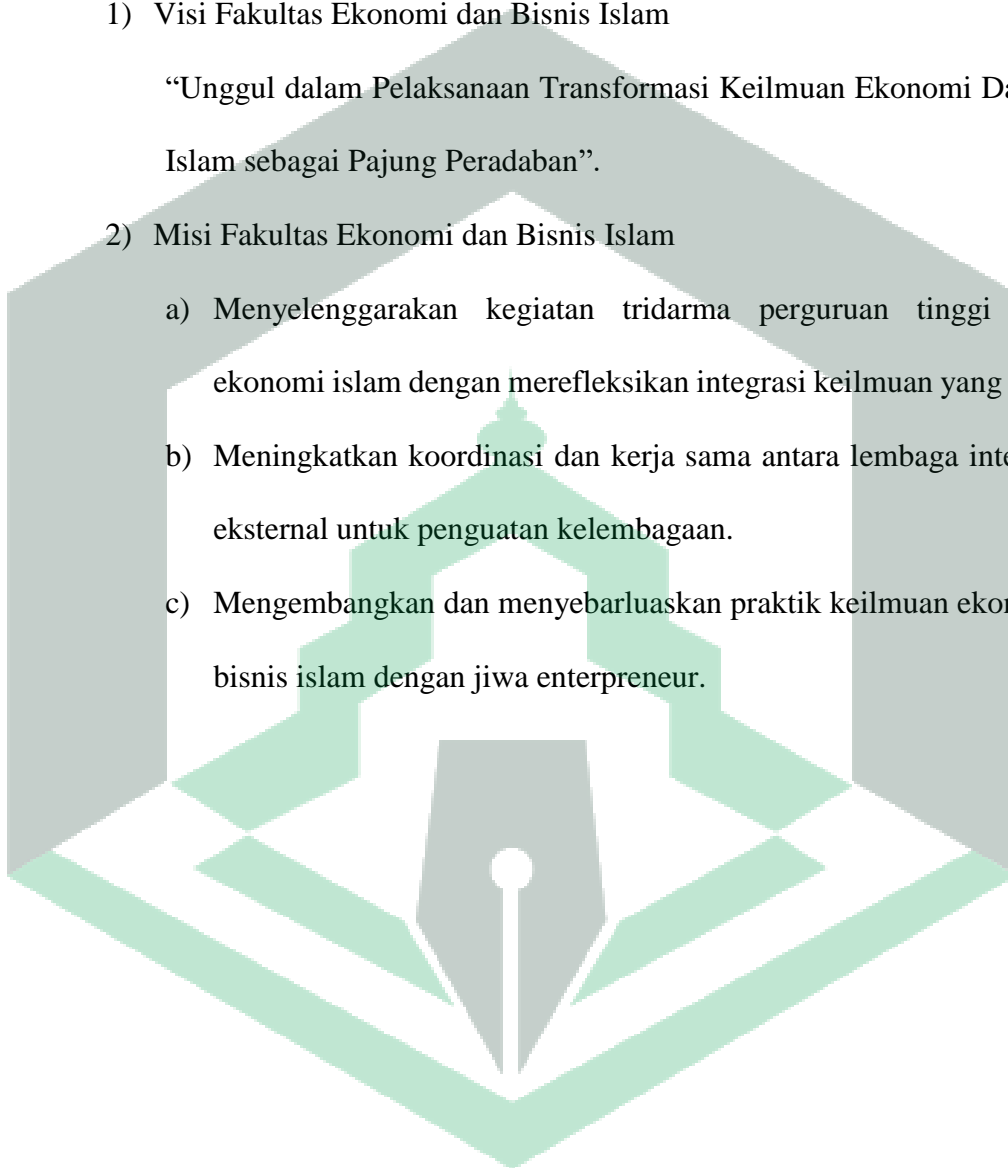 1) Visi Fakultas Ekonomi dan Bisnis Islam
“Unggul dalam Pelaksanaan Transformasi Keilmuan Ekonomi
Islam sebagai Pajung Peradaban”.
2) Misi Fakultas Ekonomi dan Bisnis Islam
a) Menyelenggarakan kegiatan tridarma perguruan tinggi
ekonomi islam dengan merefleksikan integrasi keilmuan yang
b) Meningkatkan koordinasi dan kerja sama antara lembaga
eksternal untuk penguatan kelembagaan.
c) Mengembangkan dan menyebarluaskan praktik keilmuan
bisnis islam dengan jiwa enterpreneur.